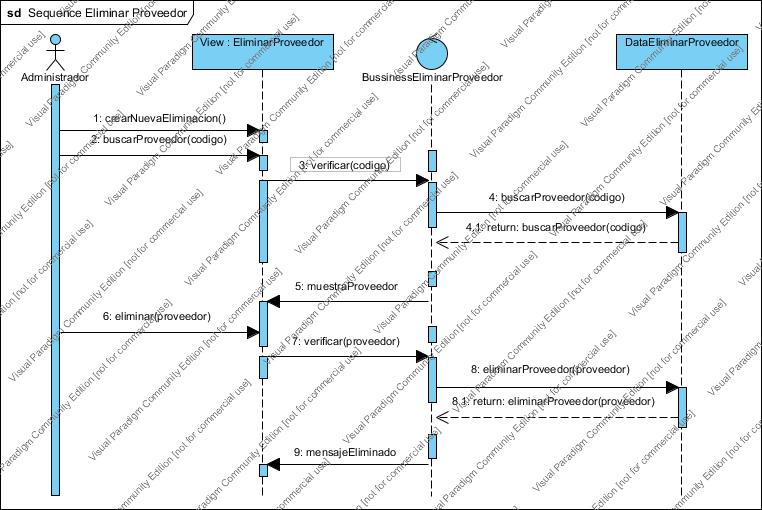 sd Sequence Eliminar Proveedor
View : EliminarProveedor
DataEliminarProveedor
Administrador
BussinessEliminarProveedor
1: crearNuevaEliminacion()
2: buscarProveedor(codigo)
3: verificar(codigo)
4: buscarProveedor(codigo)
4.1: return: buscarProveedor(codigo)
5: muestraProveedor
6: eliminar(proveedor)
7: verificar(proveedor)
8: eliminarProveedor(proveedor)
8.1: return: eliminarProveedor(proveedor)
9: mensajeEliminado
Visual Paradigm Community Edition [not for commercial use]